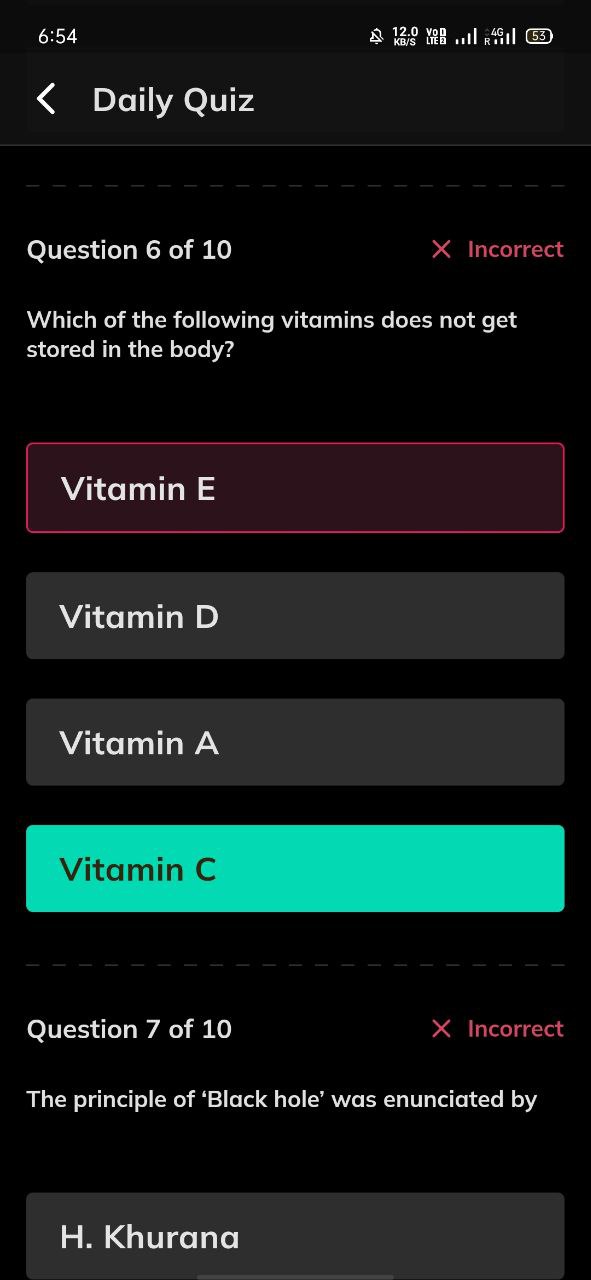 6:54
12.0 KB/S
VoD LTE
4G
R
53
Daily Quiz
Question 6 of 10
Incorrect
Which of the following vitamins does not get
stored in the body?
Vitamin E
Vitamin D
Vitamin A
Vitamin C
Question 7 of 10
Incorrect
The principle of ‘Black hole’ was enunciated by
H. Khurana